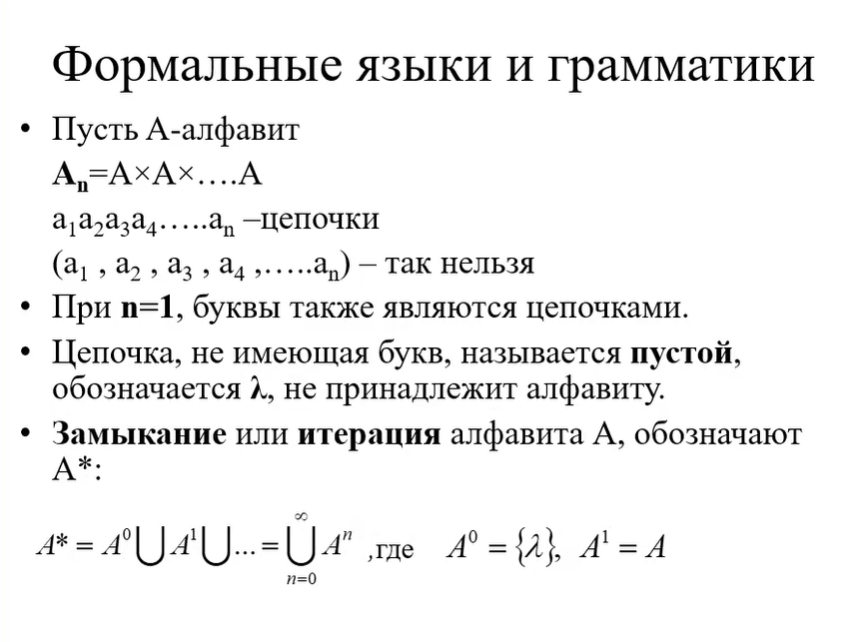 Формальные языки и грамматики
• Пусть А-алфавит
Aₙ=А×А×….А
a₁a₂a₃a₄…..aₙ –цепочки
(a₁ , a₂ , a₃ , a₄ ,…..aₙ) – так нельзя
• При n=1, буквы также являются цепочками.
• Цепочка, не имеющая букв, называется пустой,
обозначается λ, не принадлежит алфавиту.
• Замыкание или итерация алфавита А, обозначают
А*:
A* = A⁰⋃A¹⋃... = ⋃ₙ₌₀^∞ Aⁿ ,где A⁰ = {λ}, A¹ = A